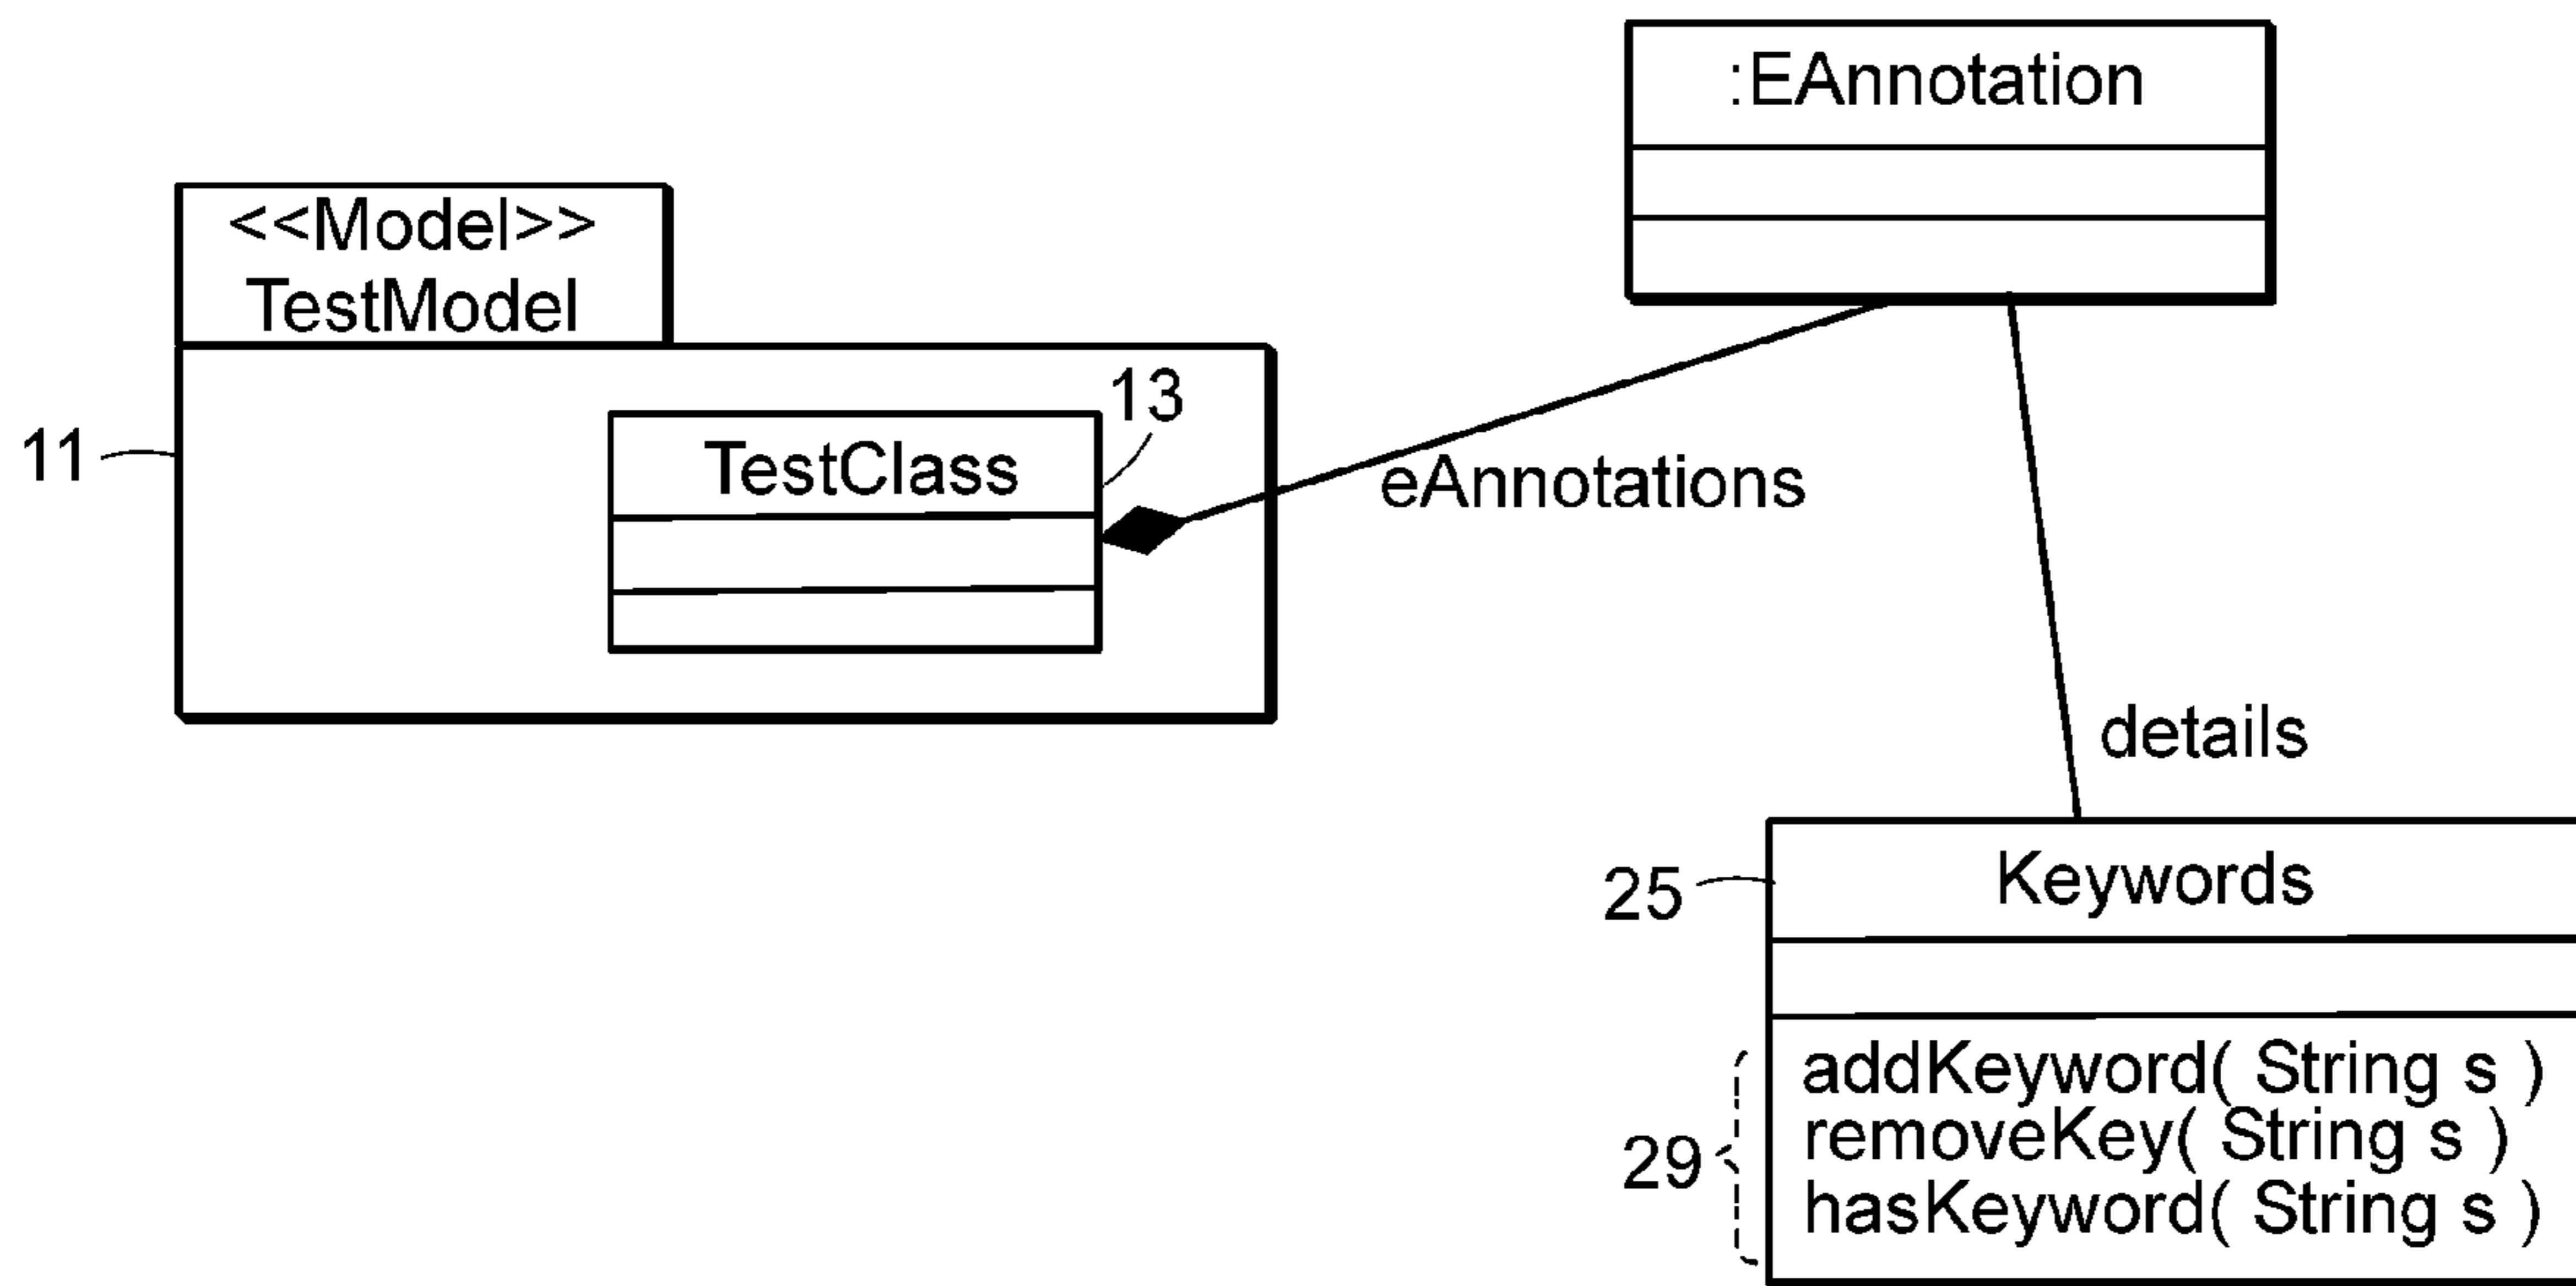 :EAnnotation
<<Model>>
TestModel
13
11
TestClass
eAnnotations
details
25
Keywords
addKeyword( String s )
removeKey( String s )
29
hasKeyword( String s )